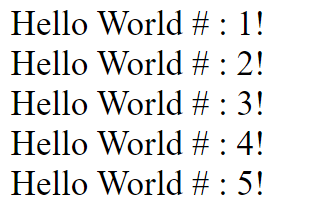 Hello World # : 1!
Hello World # : 2!
Hello World # : 3!
Hello World # : 4!
Hello World # : 5!